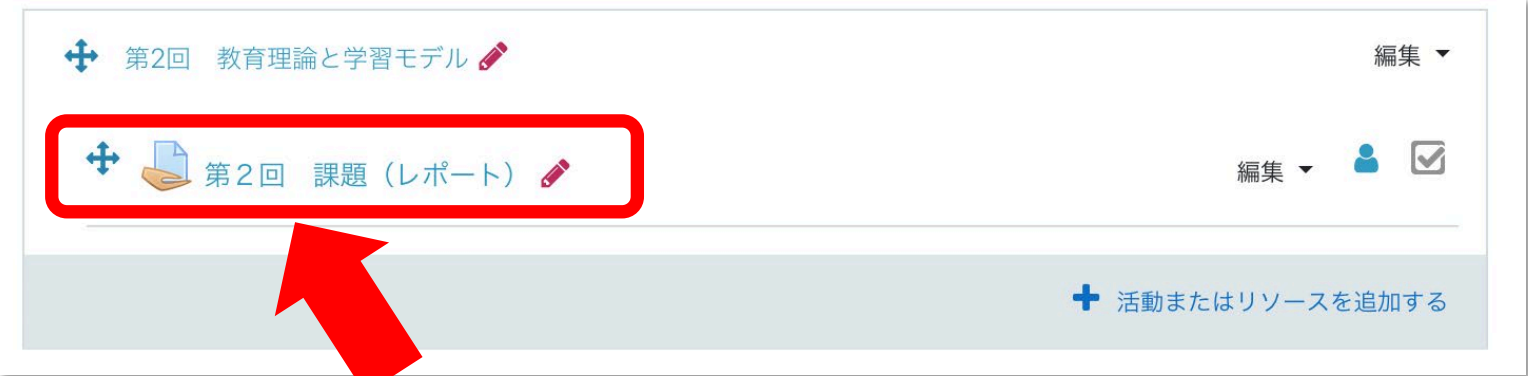 第2回　教育理論と学習モデル
編集
第２回　課題（レポート）
編集
活動またはリソースを追加する